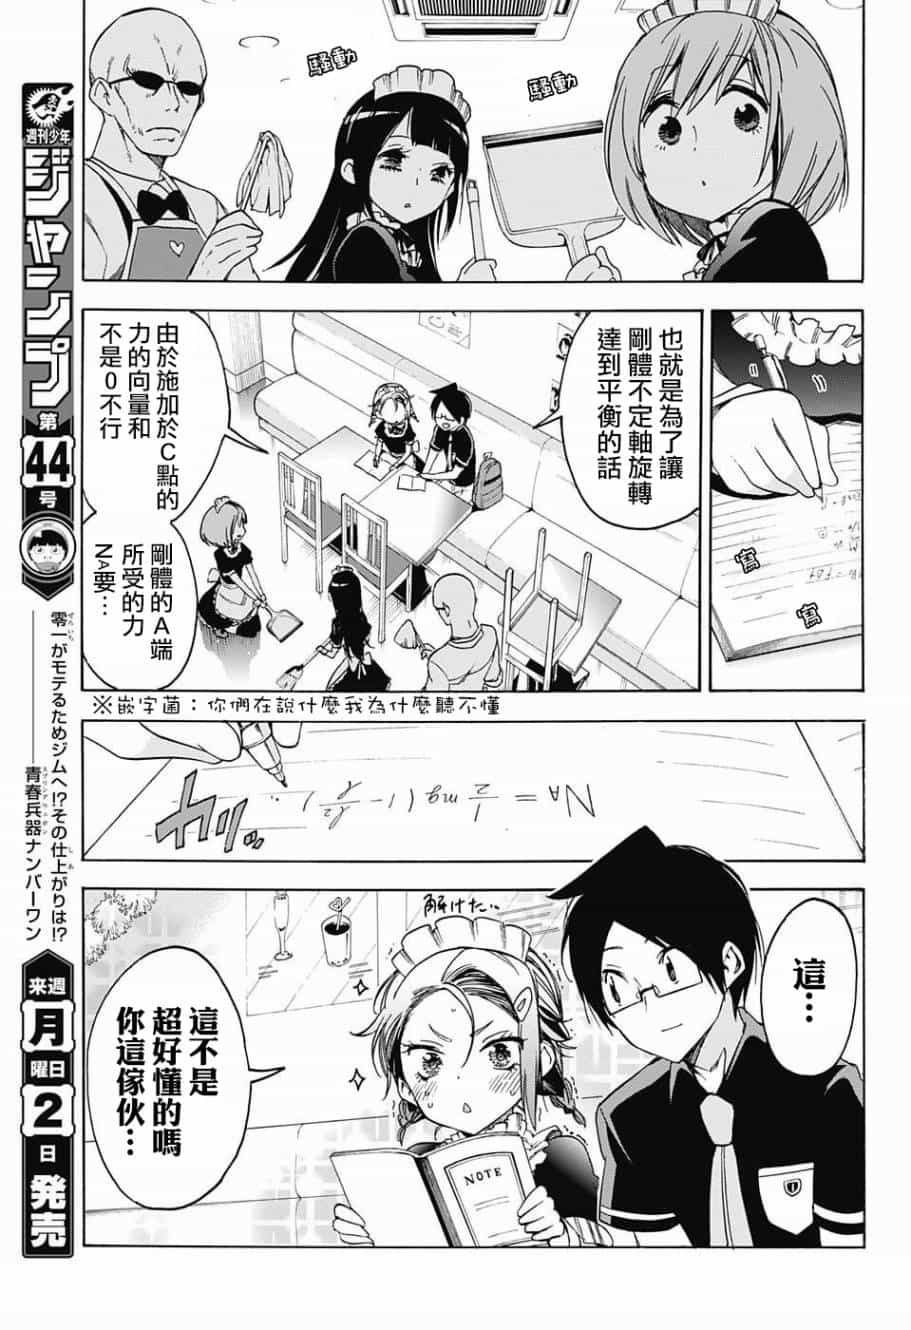 騷動
騷動
也就是為了讓
剛體不定軸旋轉
達到平衡的話
由於施加於C點的
力的向量和
不是0不行
剛體的A端
所受的力
NA要…
寫
寫
※嵌字菌：你們在說什麼我為什麼聽不懂
NA = 1/2 mg(1 -
カッ
解けた…
這…
這不是
超好懂的嗎
你這傢伙…
NOTE
週刊少年
ジャンプ
第
44
号
零一がモテるためジムへ!?その仕上がりは!?
青春兵器ナンバーワン
来週
月
曜日
2
日
発売